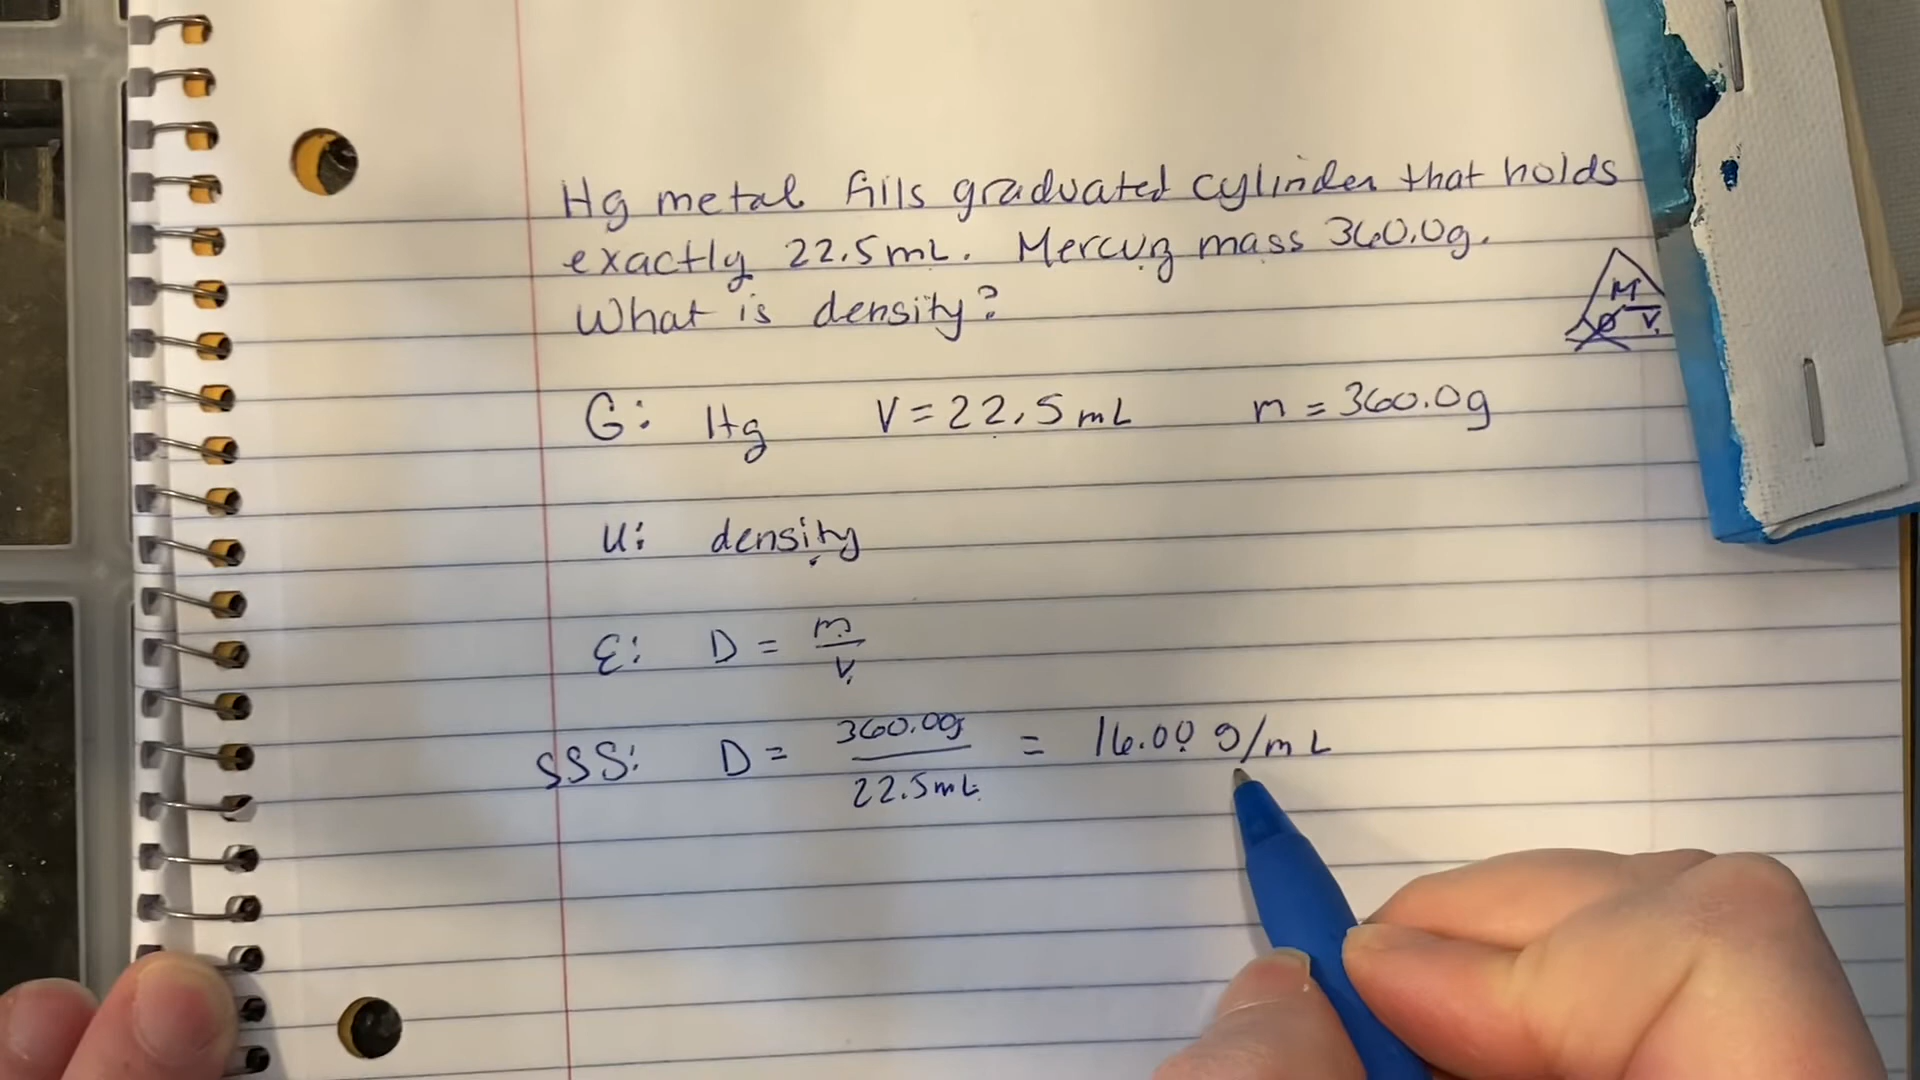 Hg metal fills graduated cylinder that holds
exactly 22.5mL. Mercury mass 360.0g.
What is density?
M
D V
G: Hg V = 22.5mL m = 360.0g
U: density
E: D = m/V
SSS: D = 360.00g/22.5mL = 16.00 g/mL